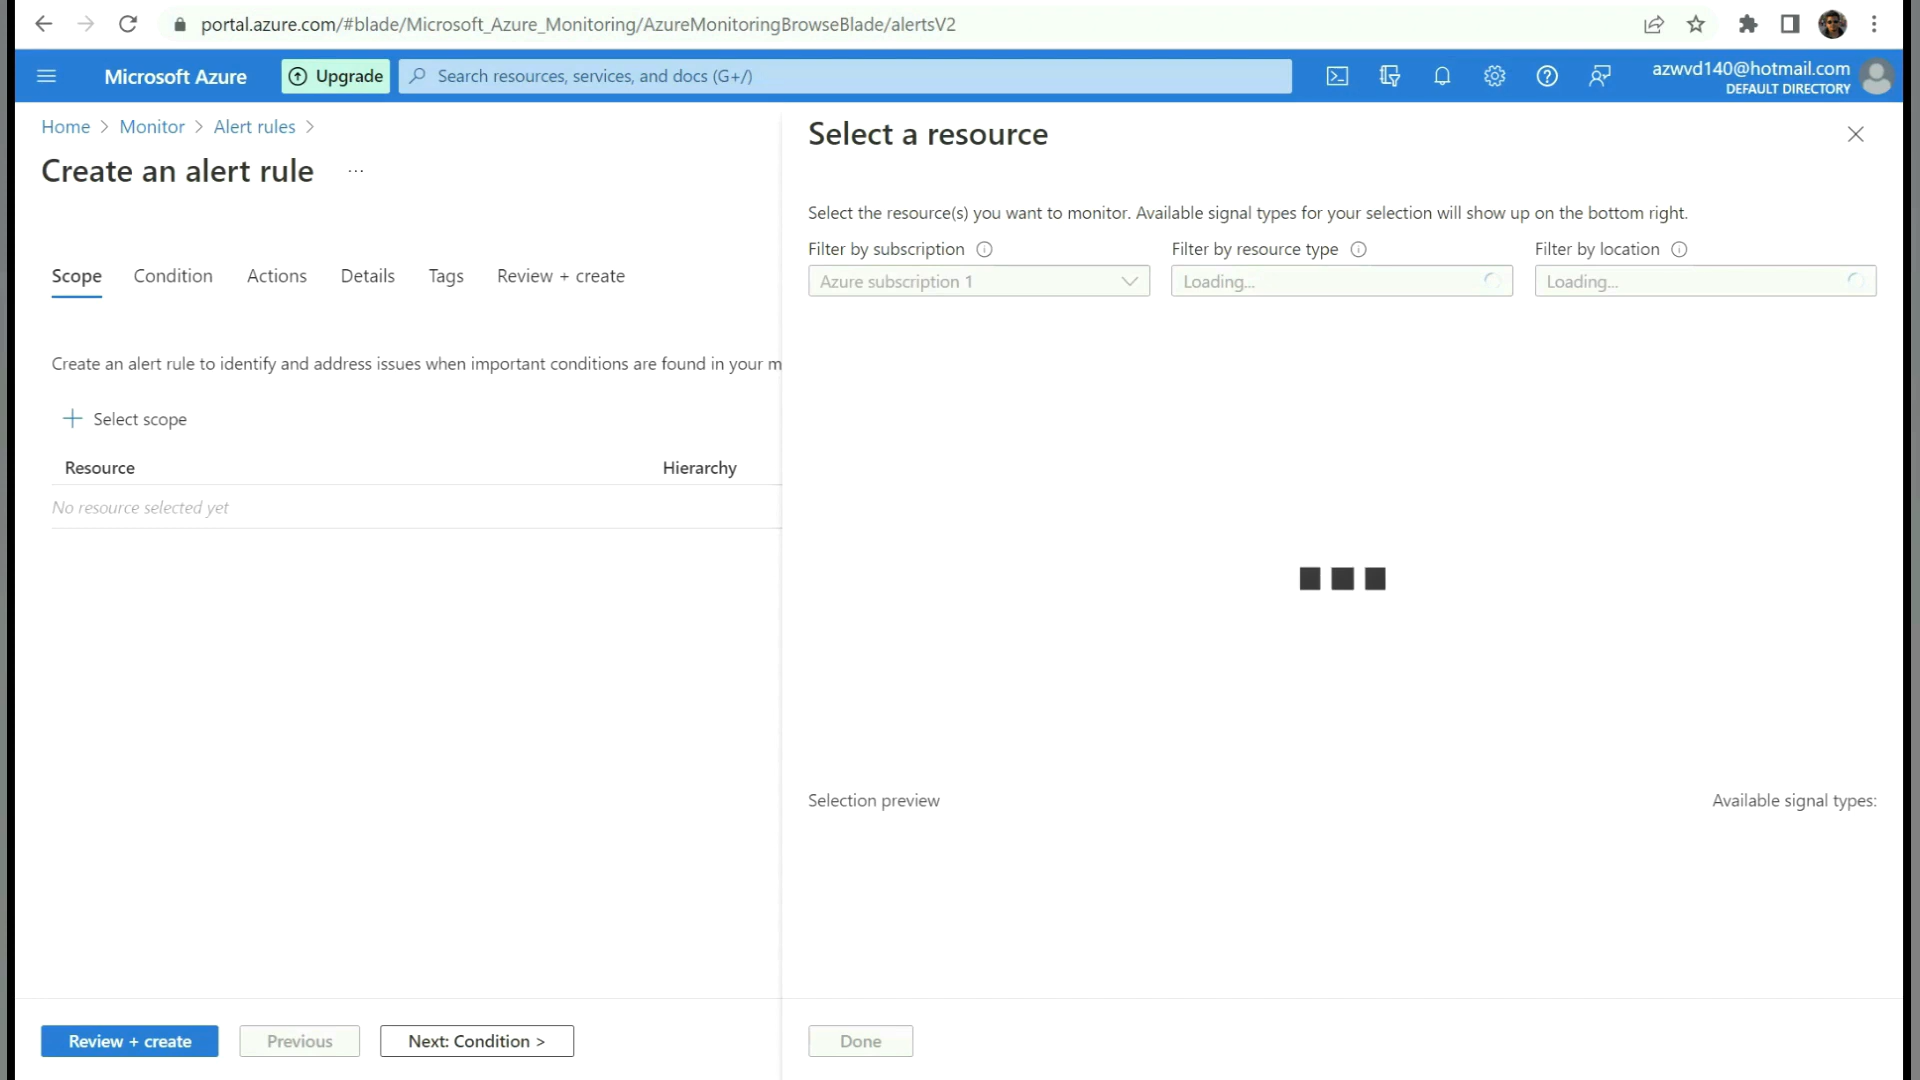 portal.azure.com/#blade/Microsoft_Azure_Monitoring/AzureMonitoringBrowseBlade/alertsV2
Microsoft Azure
Upgrade
Search resources, services, and docs (G+/)
azwvd140@hotmail.com
DEFAULT DIRECTORY
Home > Monitor > Alert rules >
Create an alert rule ...
Scope Condition Actions Details Tags Review + create
Create an alert rule to identify and address issues when important conditions are found in your m
+ Select scope
Resource Hierarchy
No resource selected yet
Review + create
Previous
Next: Condition >
Select a resource
Select the resource(s) you want to monitor. Available signal types for your selection will show up on the bottom right.
Filter by subscription Filter by resource type Filter by location
Azure subscription 1 Loading... Loading...
Selection preview Available signal types:
Done